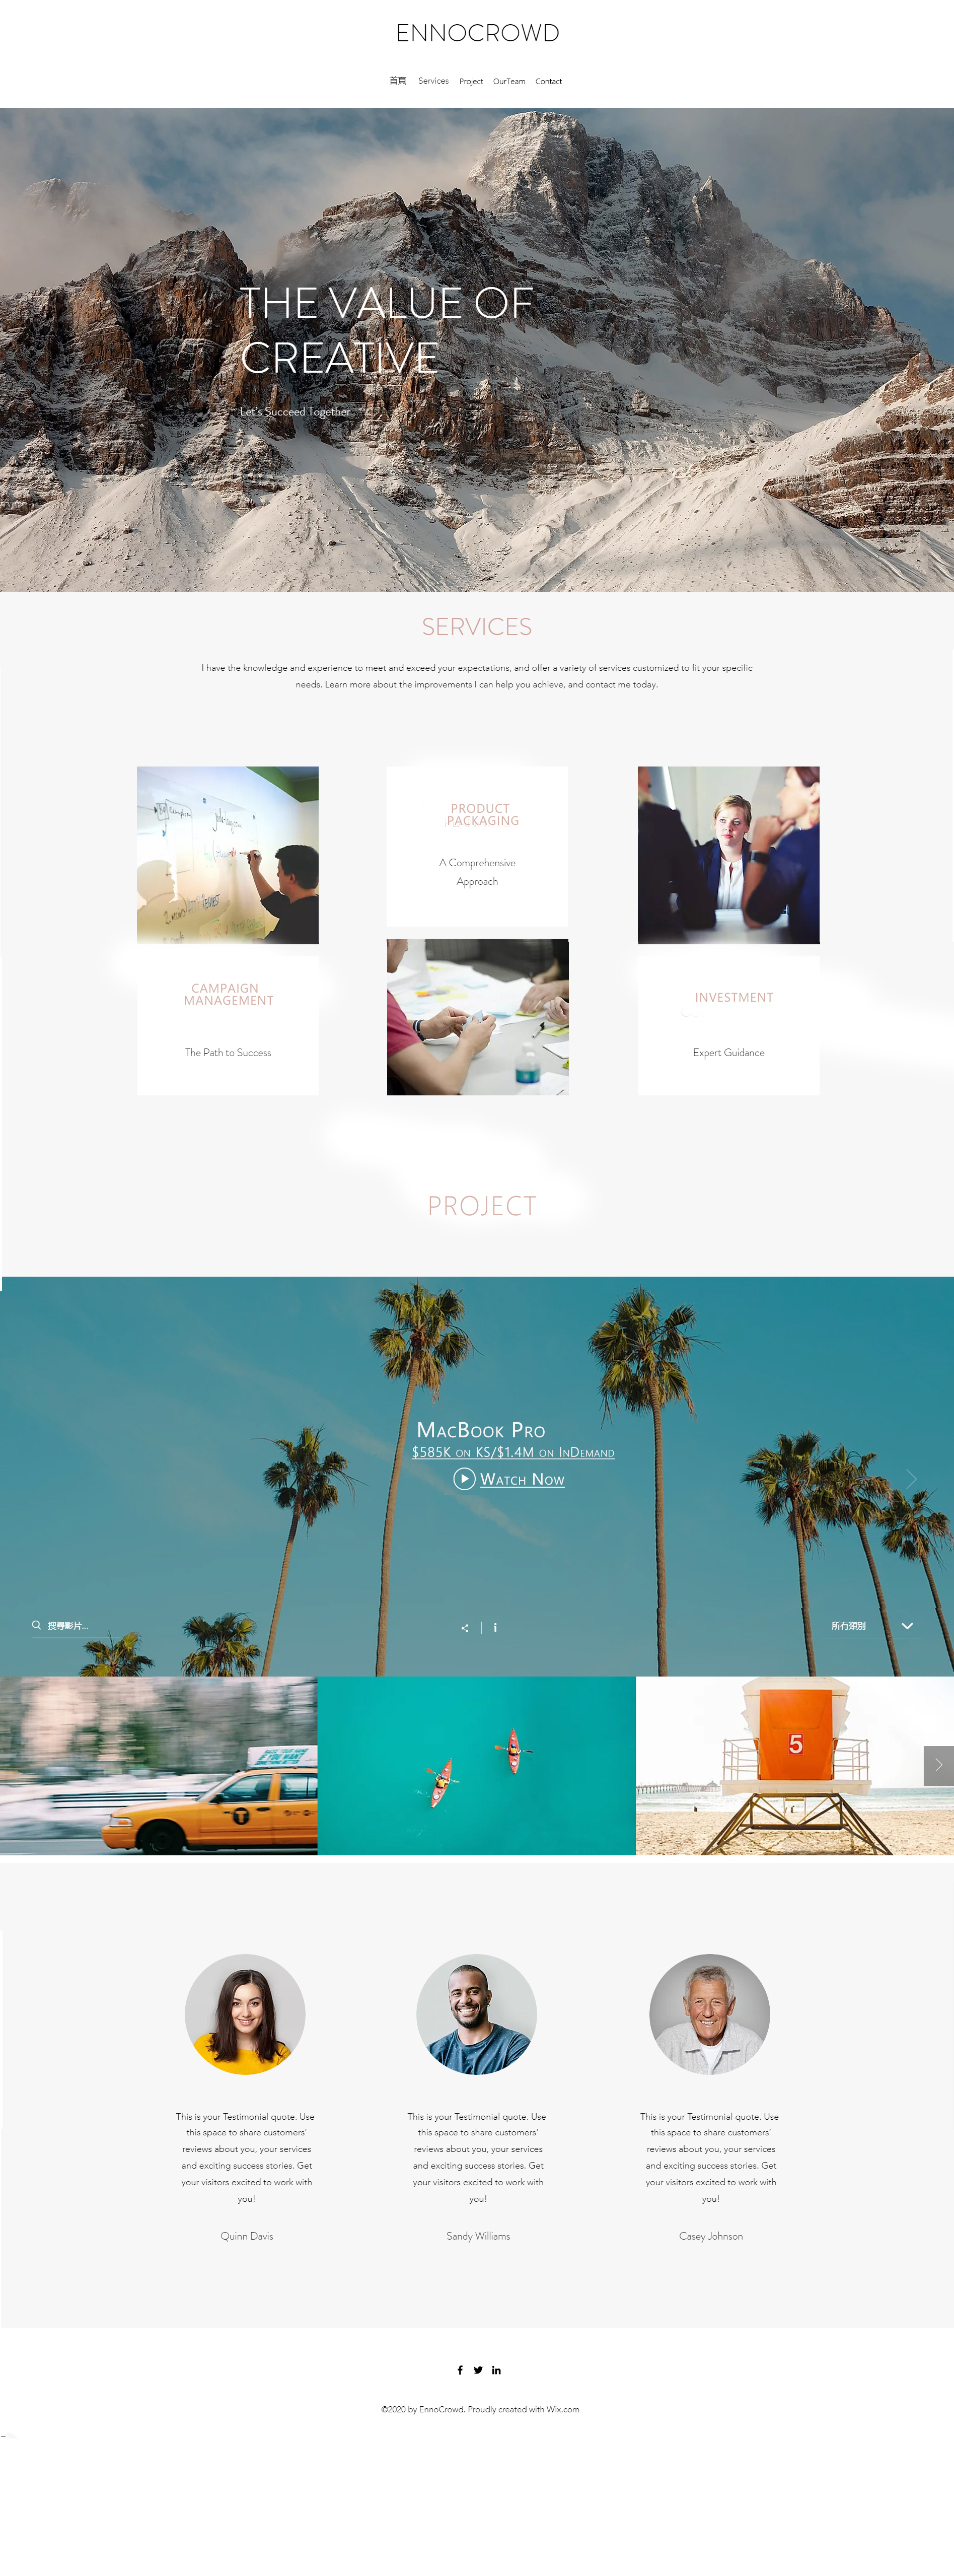 ENNOCROWD
首頁 Services Project OurTeam Contact
THE VALUE OF
CREATIVE
Let's Succeed Together
SERVICES
I have the knowledge and experience to meet and exceed your expectations, and offer a variety of services customized to fit your specific
needs. Learn more about the improvements I can help you achieve, and contact me today.
PRODUCT
PACKAGING
A Comprehensive
Approach
CAMPAIGN
MANAGEMENT
The Path to Success
INVESTMENT
Expert Guidance
PROJECT
MacBook Pro
$585K on KS/$1.4M on InDemand
Watch Now
搜尋影片...
所有類別
T
5
This is your Testimonial quote. Use
this space to share customers'
reviews about you, your services
and exciting success stories. Get
your visitors excited to work with
you!
Quinn Davis
This is your Testimonial quote. Use
this space to share customers'
reviews about you, your services
and exciting success stories. Get
your visitors excited to work with
you!
Sandy Williams
This is your Testimonial quote. Use
this space to share customers'
reviews about you, your services
and exciting success stories. Get
your visitors excited to work with
you!
Casey Johnson
©2020 by EnnoCrowd. Proudly created with Wix.com